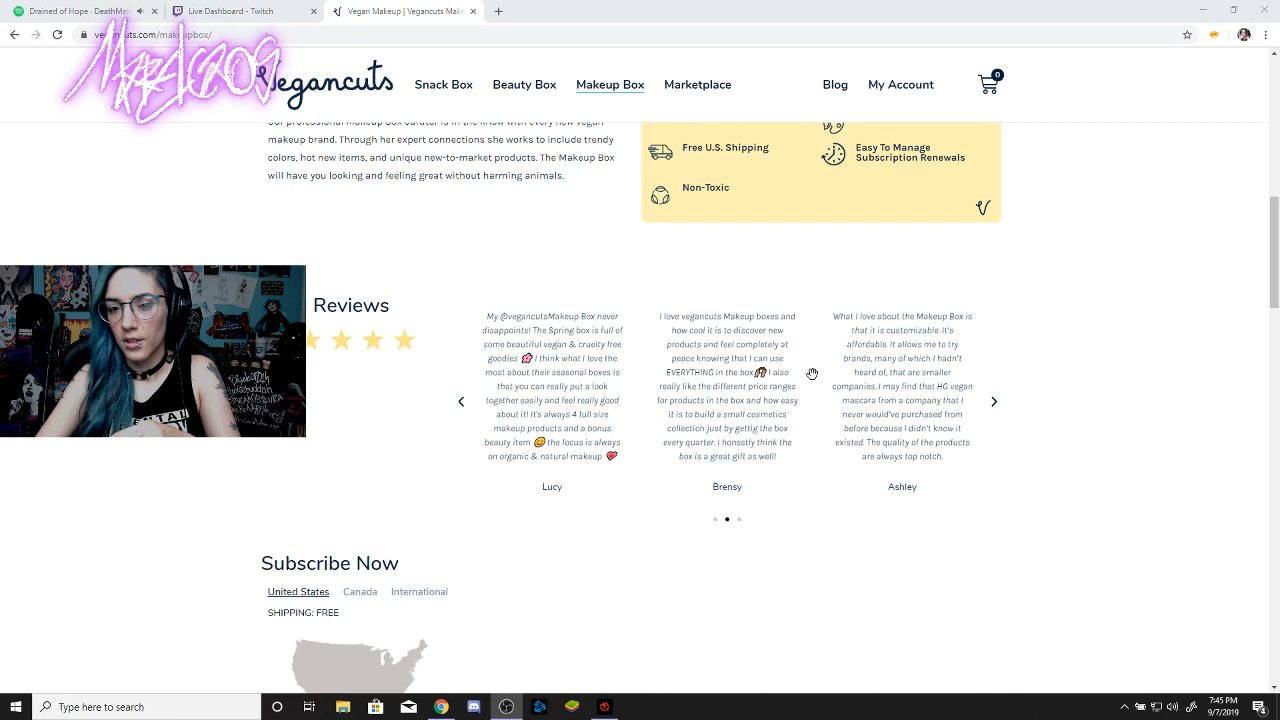 Drained of Blood - DeathMet
Live Dashboard - Twitch
Vegan Makeup | Vegancuts Make
vegancuts.com/makeupbox/
vegancuts
Snack Box
Beauty Box
Makeup Box
Marketplace
Blog
My Account
0
makeup brand. Through her expert connections she works to include trendy
colors, hot new items, and unique new-to-market products. The Makeup Box
will have you looking and feeling great without harming animals.
Free U.S. Shipping
Easy To Manage
Subscription Renewals
Non-Toxic
Reviews
My @vegancutsMakeup Box never
disappoints! The Spring box is full of
some beautiful vegan & cruelty free
goodies 🌸 I think what I love the
most about their seasonal boxes is
that you can really put a look
together easily and feel really good
about it! It's always 4 full size
makeup products and a bonus
beauty item 😊 the focus is always
on organic & natural makeup ❤️
Lucy
I love vegancuts Makeup boxes and
how cool it is to discover new
products and feel completely at
peace knowing that I can use
EVERYTHING in the box I also
really like the different price ranges
for products in the box and how easy
it is to build a small cosmetics
collection just by gettig the box
every quarter. I honestly think the
box is a great gift as well!
Brensy
What I love about the Makeup Box is
that it is customizable. It's
affordable. It allows me to try
brands, many of which I hadn't
heard of, that are smaller
companies. I may find that HG vegan
mascara from a company that I
never would've purchased from
before because I didn't know it
existed. The quality of the products
are always top notch.
Ashley
Subscribe Now
United States
Canada
International
SHIPPING: FREE
Type here to search
7:45 PM
9/7/2019